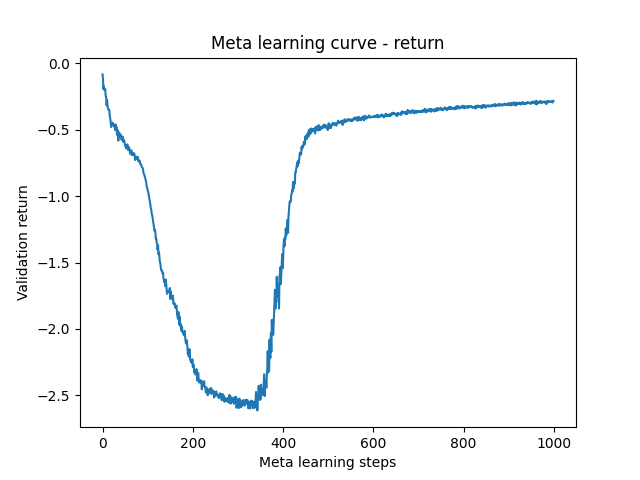 Meta learning curve - return
Validation return
0.0
−0.5
−1.0
−1.5
−2.0
−2.5
0 200 400 600 800 1000
Meta learning steps